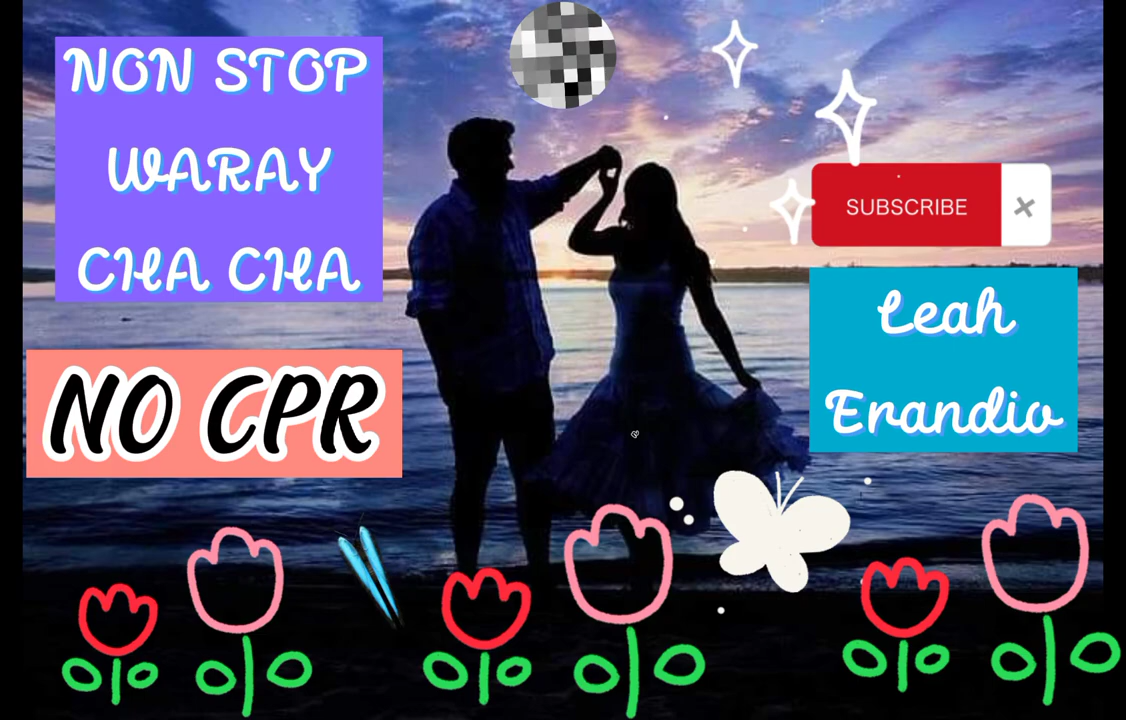 NON STOP
WARAY
CHA CHA
SUBSCRIBE
Leah
Erandio
NO CPR